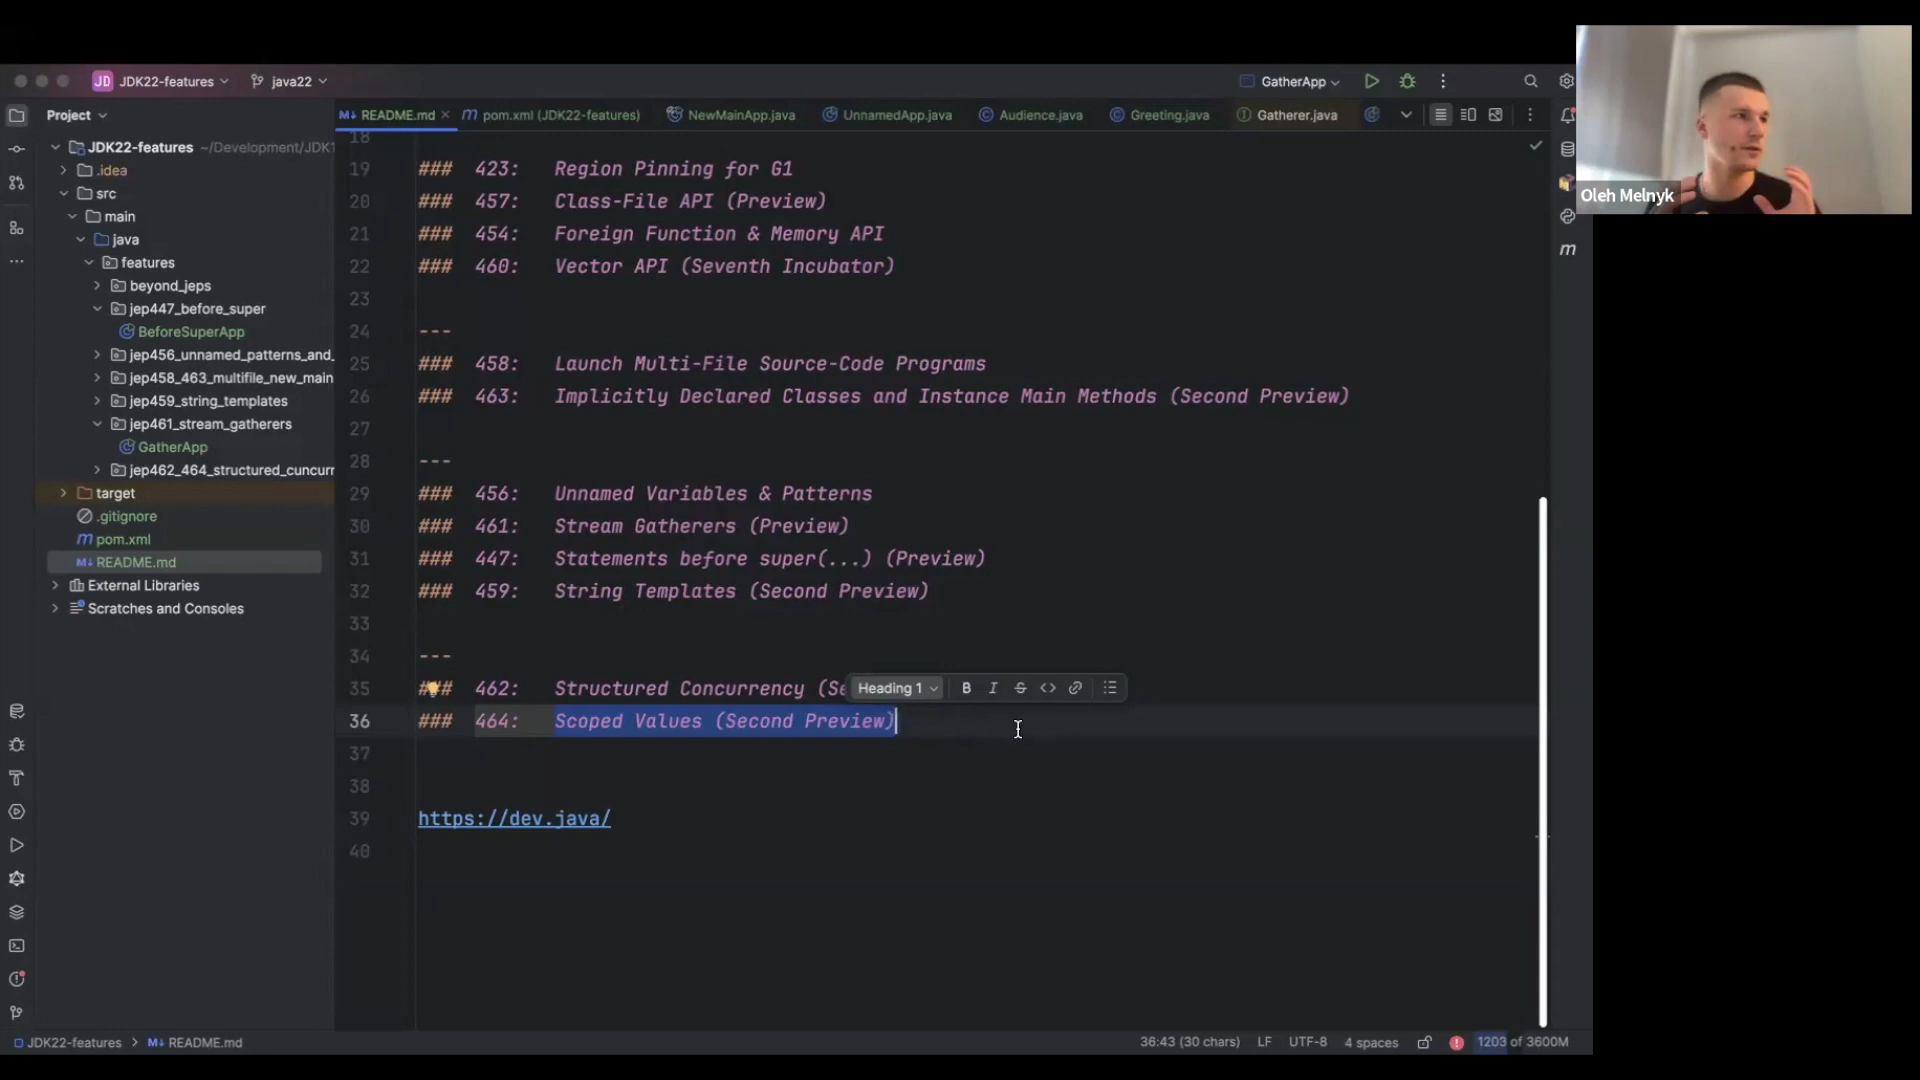 JD JDK22-features java22 GatherApp
Project
README.md pom.xml (JDK22-features) NewMainApp.java UnnamedApp.java Audience.java Greeting.java Gatherer.java
JDK22-features ~/Development/JDK1
.idea
src
main
java
features
beyond_jeps
jep447_before_super
BeforeSuperApp
jep456_unnamed_patterns_and_
jep458_463_multifile_new_main
jep459_string_templates
jep461_stream_gatherers
GatherApp
jep462_464_structured_cuncurr
target
.gitignore
pom.xml
README.md
External Libraries
Scratches and Consoles
18
19 ### 423: Region Pinning for G1
20 ### 457: Class-File API (Preview)
21 ### 454: Foreign Function & Memory API
22 ### 460: Vector API (Seventh Incubator)
23
24 ---
25 ### 458: Launch Multi-File Source-Code Programs
26 ### 463: Implicitly Declared Classes and Instance Main Methods (Second Preview)
27
28 ---
29 ### 456: Unnamed Variables & Patterns
30 ### 461: Stream Gatherers (Preview)
31 ### 447: Statements before super(...) (Preview)
32 ### 459: String Templates (Second Preview)
33
34 ---
35 ### 462: Structured Concurrency (Se
Heading 1 B I S <>
36 ### 464: Scoped Values (Second Preview)
37
38
39 https://dev.java/
40
JDK22-features > README.md
36:43 (30 chars) LF UTF-8 4 spaces 1203 of 3600M
Oleh Melnyk